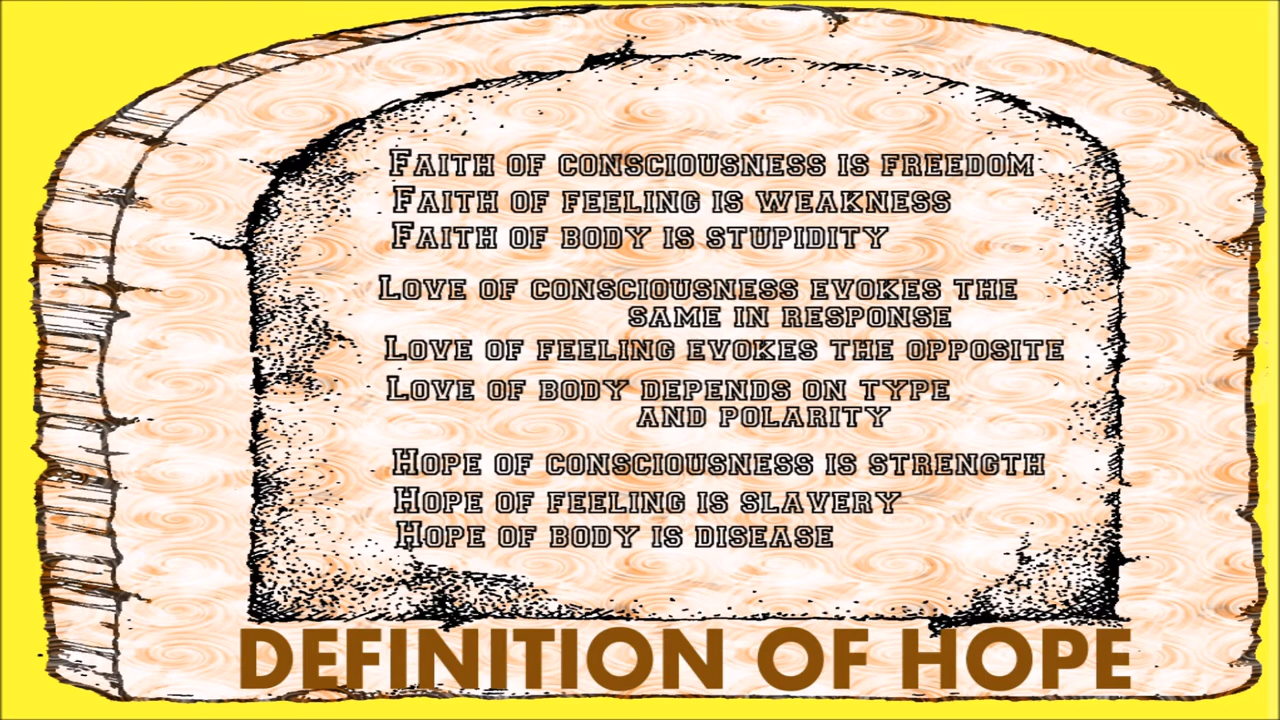 Faith of consciousness is freedom
Faith of feeling is weakness
Faith of body is stupidity
Love of consciousness evokes the
same in response
Love of feeling evokes the opposite
Love of body depends on type
and polarity
Hope of consciousness is strength
Hope of feeling is slavery
Hope of body is disease
DEFINITION OF HOPE